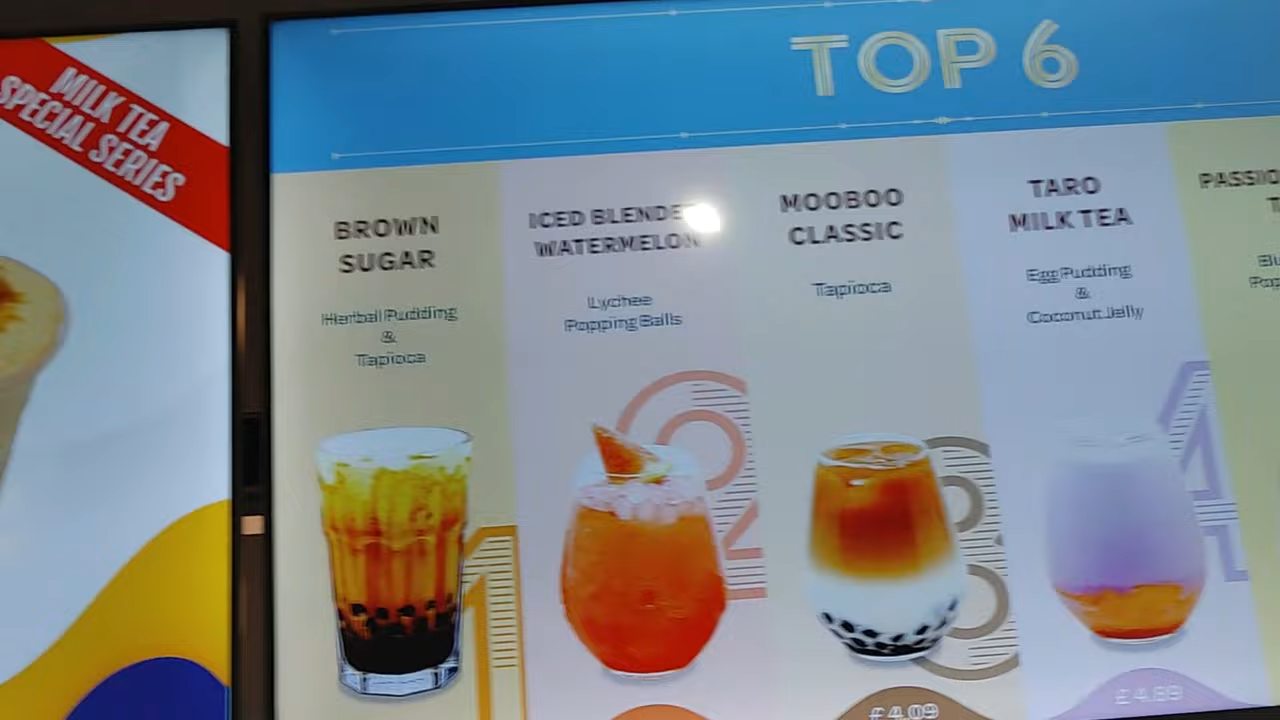 MILK TEA
SPECIAL SERIES
TOP 6
BROWN
SUGAR
Herbal Pudding
&
Tapioca
1
ICED BLENDED
WATERMELON
Lychee
Popping Balls
2
MOOBOO
CLASSIC
Tapioca
3
£4.09
TARO
MILK TEA
Egg Pudding
&
Coconut Jelly
4
£4.89